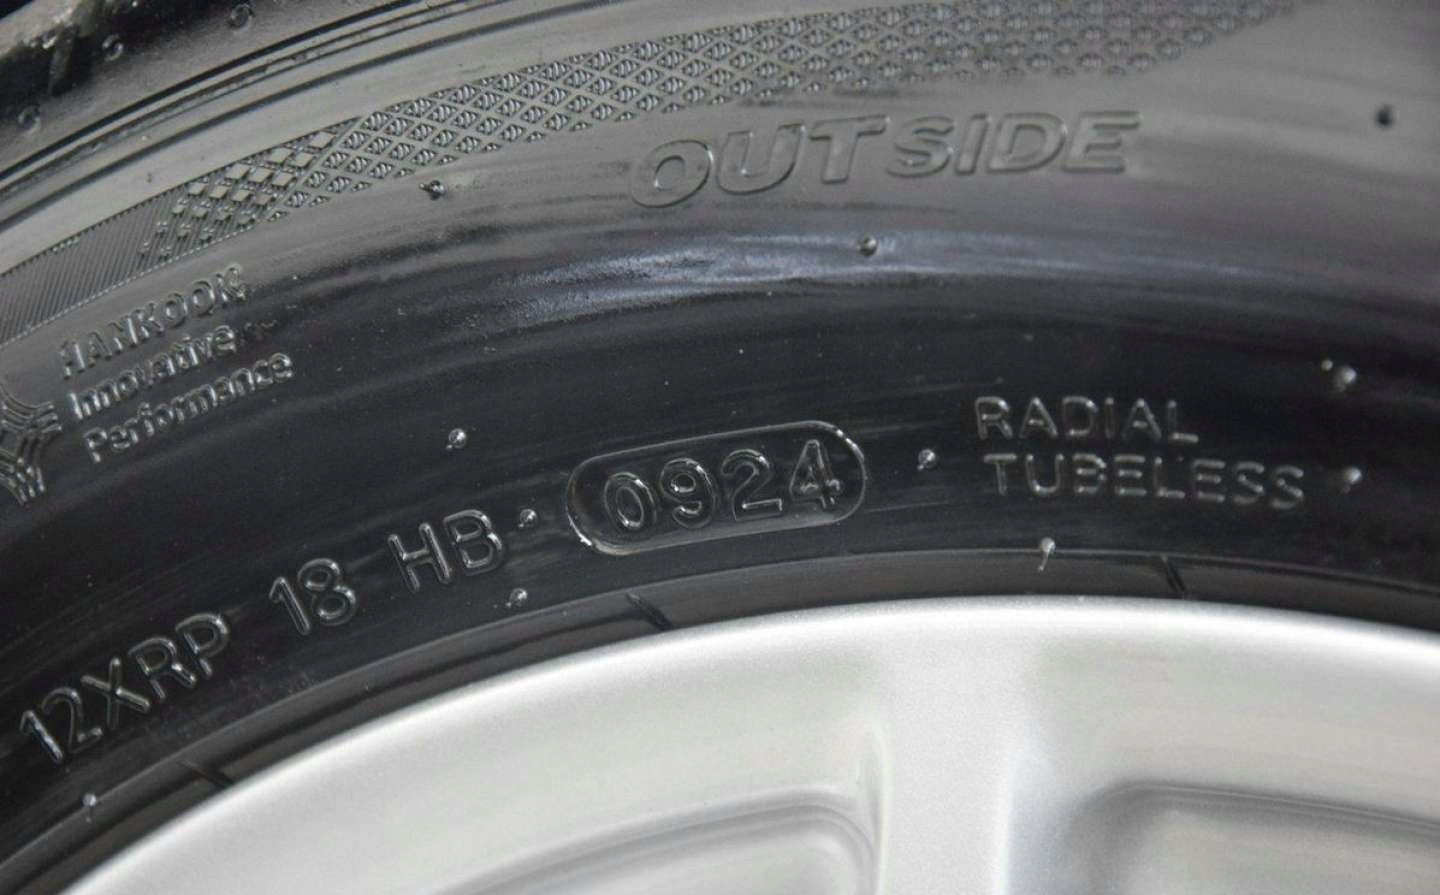 OUTSIDE
HANKOOK
Innovative
Performance
RADIAL
TUBELESS
12XRP 18 HB 0924